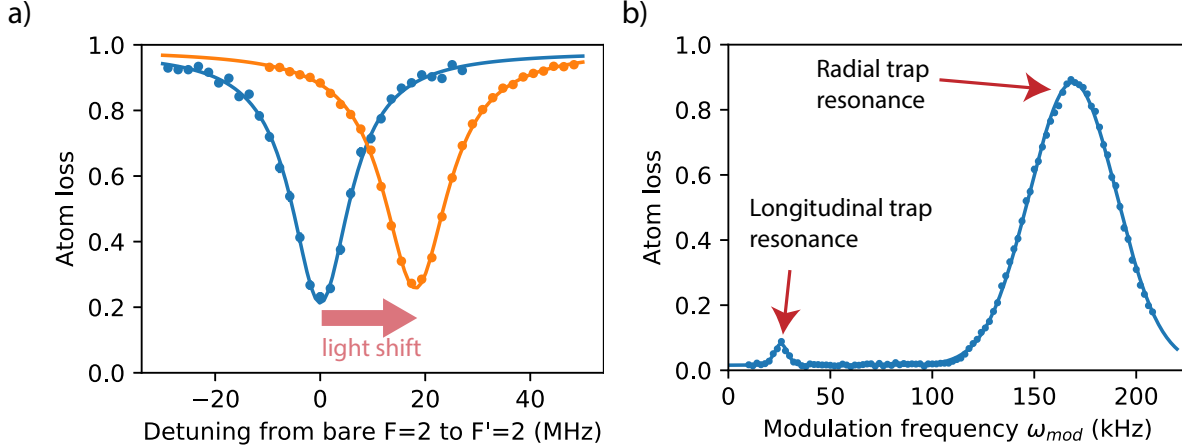 a)
1.0
0.8
0.6
0.4
0.2
0.0
Atom loss
light shift
−20
0
20
40
Detuning from bare F=2 to F'=2 (MHz)
b)
1.0
0.8
0.6
0.4
0.2
0.0
Atom loss
Radial trap
resonance
Longitudinal trap
resonance
0
50
100
150
200
Modulation frequency ω_mod (kHz)